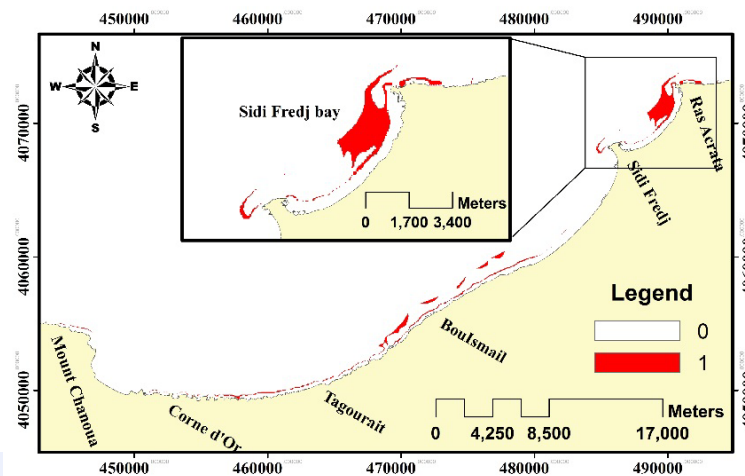 450000 460000 470000 480000 490000
N
W E
S
Sidi Fredj bay
Meters
0 1,700 3,400
4070000
4060000
4050000
4070000
4060000
Ras Acrata
Sidi Fredj
BouIsmail
Tagourait
Corne d'Or
Mount Chanoua
Legend
0
1
Meters
0 4,250 8,500 17,000
450000 460000 470000 480000 490000